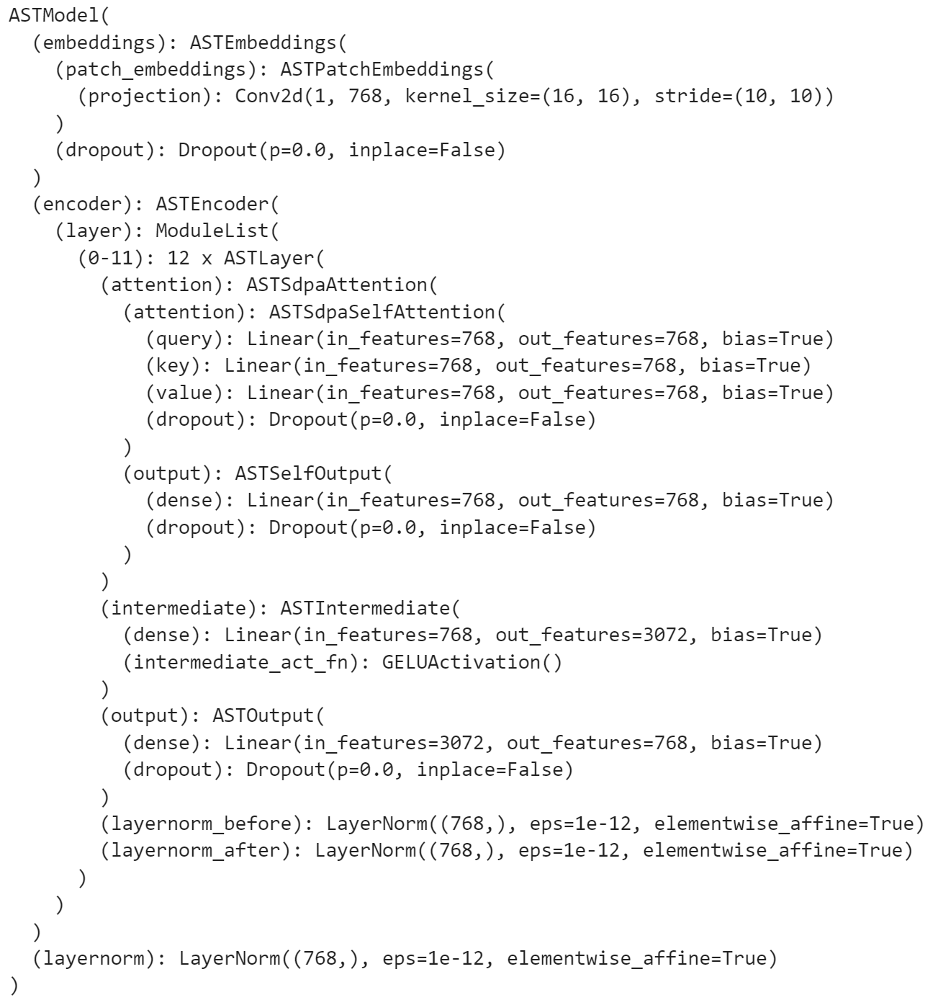 ASTModel(
  (embeddings): ASTEmbeddings(
    (patch_embeddings): ASTPatchEmbeddings(
      (projection): Conv2d(1, 768, kernel_size=(16, 16), stride=(10, 10))
    )
    (dropout): Dropout(p=0.0, inplace=False)
  )
  (encoder): ASTEncoder(
    (layer): ModuleList(
      (0-11): 12 x ASTLayer(
        (attention): ASTSdpaAttention(
          (attention): ASTSdpaSelfAttention(
            (query): Linear(in_features=768, out_features=768, bias=True)
            (key): Linear(in_features=768, out_features=768, bias=True)
            (value): Linear(in_features=768, out_features=768, bias=True)
            (dropout): Dropout(p=0.0, inplace=False)
          )
          (output): ASTSelfOutput(
            (dense): Linear(in_features=768, out_features=768, bias=True)
            (dropout): Dropout(p=0.0, inplace=False)
          )
        )
        (intermediate): ASTIntermediate(
          (dense): Linear(in_features=768, out_features=3072, bias=True)
          (intermediate_act_fn): GELUActivation()
        )
        (output): ASTOutput(
          (dense): Linear(in_features=3072, out_features=768, bias=True)
          (dropout): Dropout(p=0.0, inplace=False)
        )
        (layernorm_before): LayerNorm((768,), eps=1e-12, elementwise_affine=True)
        (layernorm_after): LayerNorm((768,), eps=1e-12, elementwise_affine=True)
      )
    )
  )
  (layernorm): LayerNorm((768,), eps=1e-12, elementwise_affine=True)
)